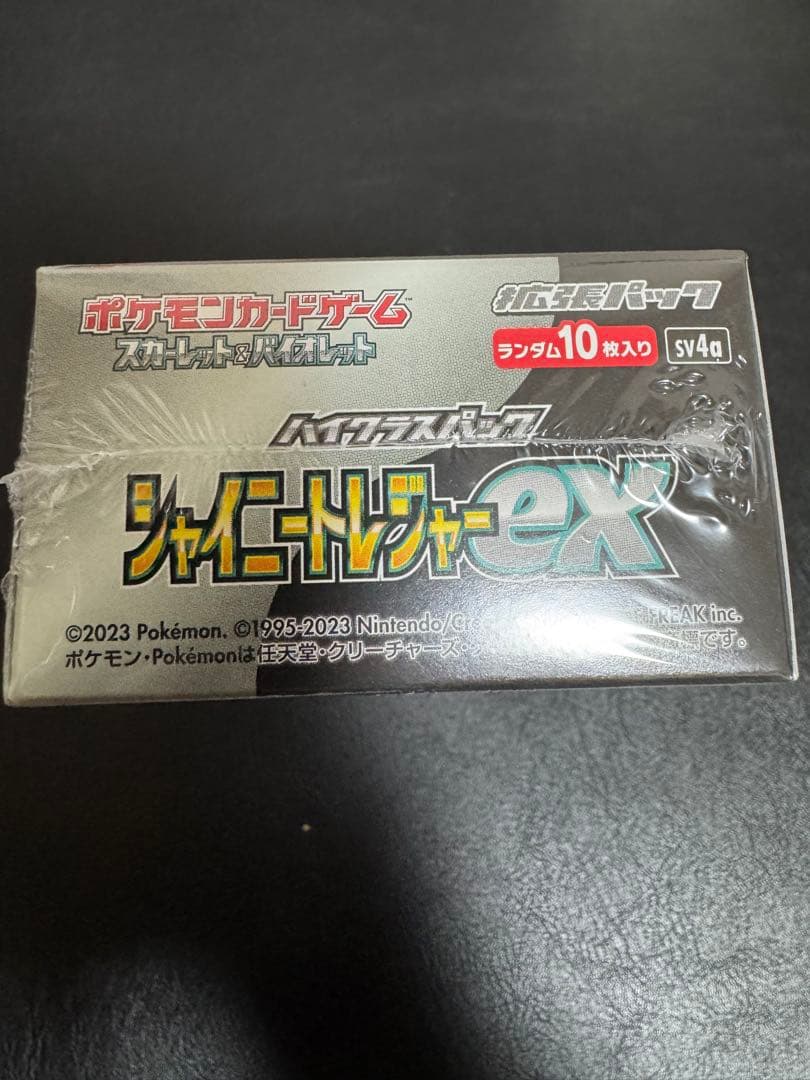 ポケモンカードゲーム™
拡張パック
スカーレット&バイオレット
ランダム10枚入り
SV4a
ハイクラスパック
シャイニートレジャーex
©2023 Pokémon. ©1995-2023 Nintendo/Cre FREAK inc.
ポケモン・Pokémonは任天堂・クリーチャーズ・ 標です。